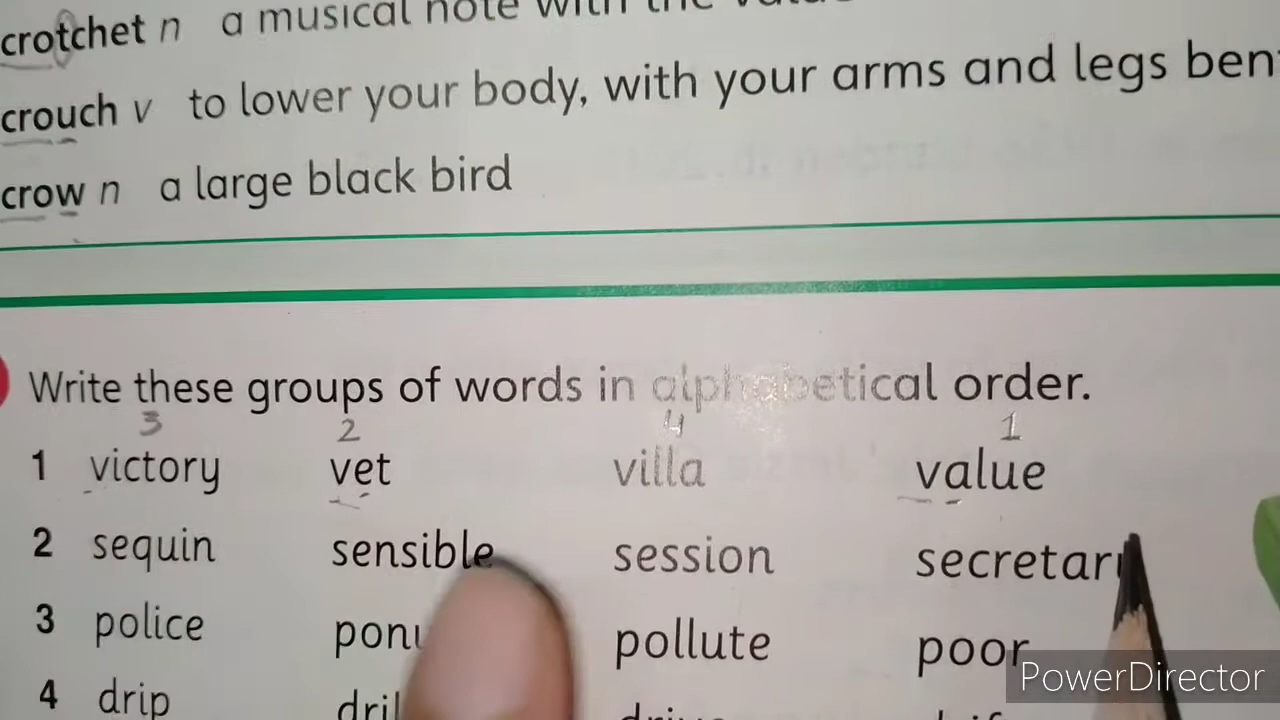 crotchet n a musical note with the
crouch v to lower your body, with your arms and legs
crow n a large black bird
Write these groups of words in alphabetical order.
3 2 4 1
1 victory vet villa value
2 sequin sensible session
3 police pollute poor
4 drip
PowerDirector